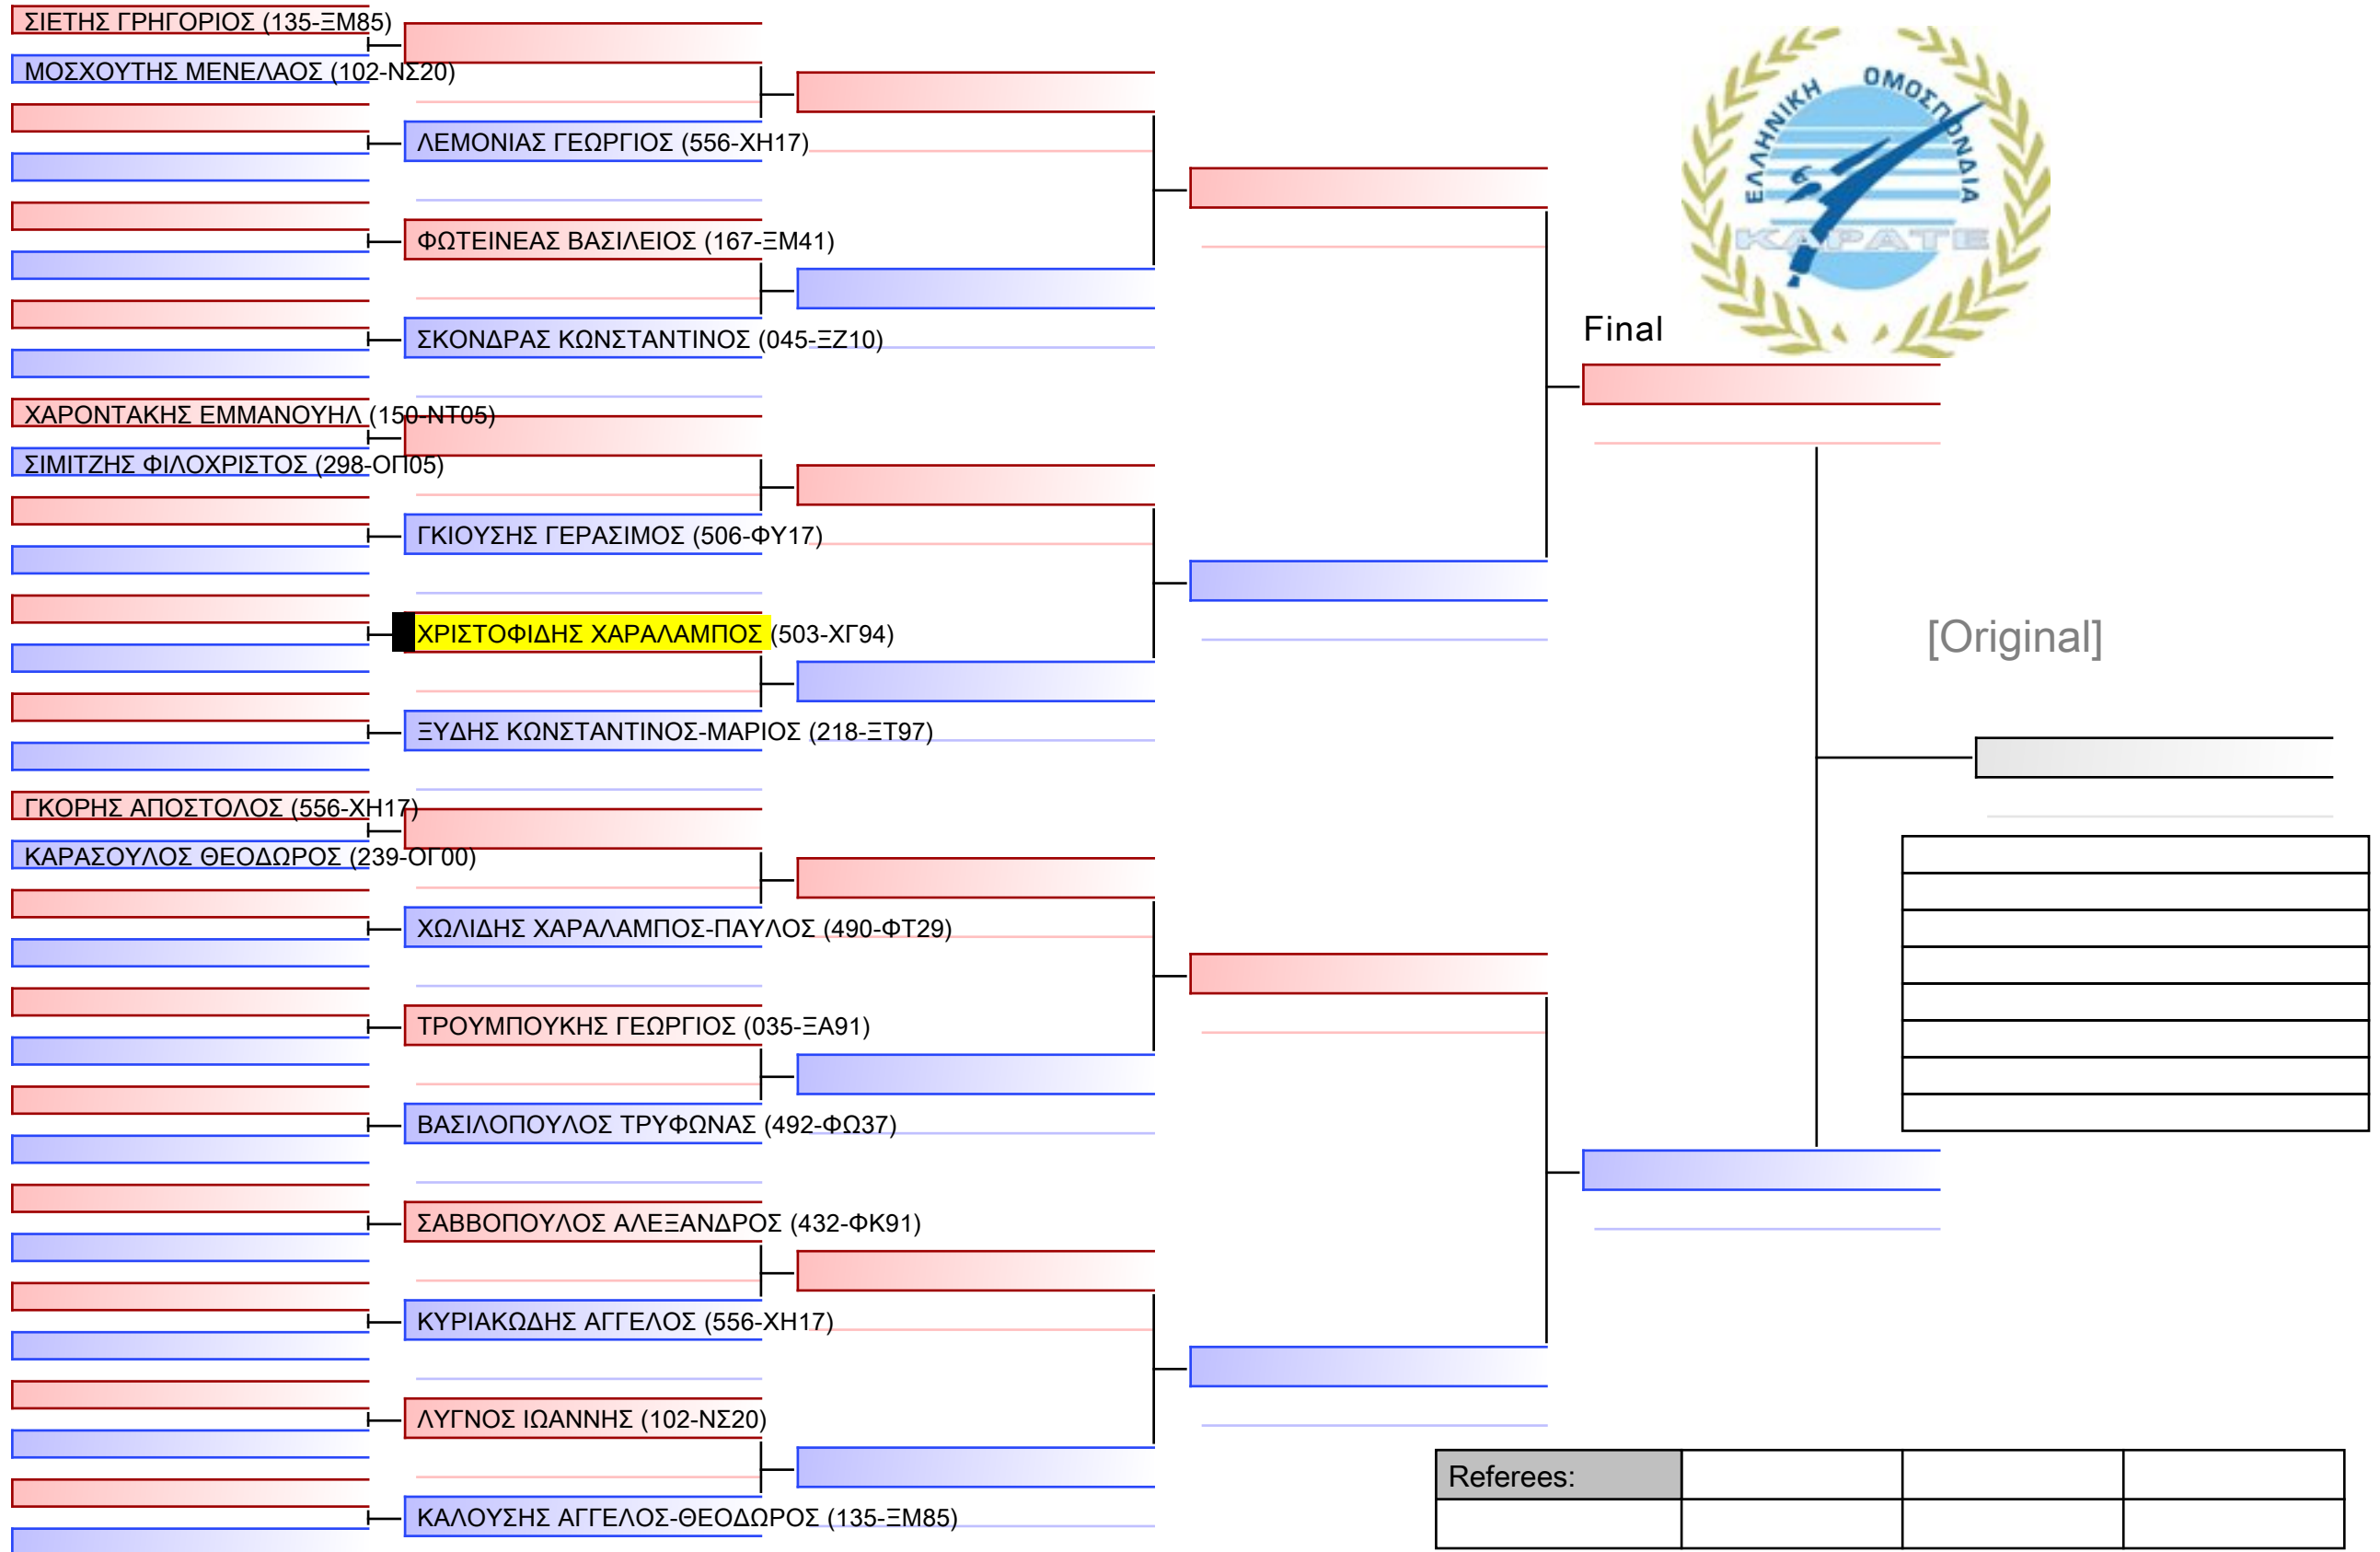 ΣΙΕΤΗΣ ΓΡΗΓΟΡΙΟΣ (135-ΞΜ85)
ΜΟΣΧΟΥΤΗΣ ΜΕΝΕΛΑΟΣ (102-ΝΣ20)
ΛΕΜΟΝΙΑΣ ΓΕΩΡΓΙΟΣ (556-ΧΗ17)
ΦΩΤΕΙΝΕΑΣ ΒΑΣΙΛΕΙΟΣ (167-ΞΜ41)
ΣΚΟΝΔΡΑΣ ΚΩΝΣΤΑΝΤΙΝΟΣ (045-ΞΖ10)
ΧΑΡΟΝΤΑΚΗΣ ΕΜΜΑΝΟΥΗΛ (150-ΝΤ05)
ΣΙΜΙΤΖΗΣ ΦΙΛΟΧΡΙΣΤΟΣ (298-ΟΠ05)
ΓΚΙΟΥΣΗΣ ΓΕΡΑΣΙΜΟΣ (506-ΦΥ17)
ΧΡΙΣΤΟΦΙΔΗΣ ΧΑΡΑΛΑΜΠΟΣ (503-ΧΓ94)
ΞΥΔΗΣ ΚΩΝΣΤΑΝΤΙΝΟΣ-ΜΑΡΙΟΣ (218-ΞΤ97)
ΓΚΟΡΗΣ ΑΠΟΣΤΟΛΟΣ (556-ΧΗ17)
ΚΑΡΑΣΟΥΛΟΣ ΘΕΟΔΩΡΟΣ (239-ΟΓ00)
ΧΩΛΙΔΗΣ ΧΑΡΑΛΑΜΠΟΣ-ΠΑΥΛΟΣ (490-ΦΤ29)
ΤΡΟΥΜΠΟΥΚΗΣ ΓΕΩΡΓΙΟΣ (035-ΞΑ91)
ΒΑΣΙΛΟΠΟΥΛΟΣ ΤΡΥΦΩΝΑΣ (492-ΦΩ37)
ΣΑΒΒΟΠΟΥΛΟΣ ΑΛΕΞΑΝΔΡΟΣ (432-ΦΚ91)
ΚΥΡΙΑΚΩΔΗΣ ΑΓΓΕΛΟΣ (556-ΧΗ17)
ΛΥΓΝΟΣ ΙΩΑΝΝΗΣ (102-ΝΣ20)
ΚΑΛΟΥΣΗΣ ΑΓΓΕΛΟΣ-ΘΕΟΔΩΡΟΣ (135-ΞΜ85)
ΕΛΛΗΝΙΚΗ ΟΜΟΣΠΟΝΔΙΑ
ΚΑΡΑΤΕ
Final
[Original]
Referees: